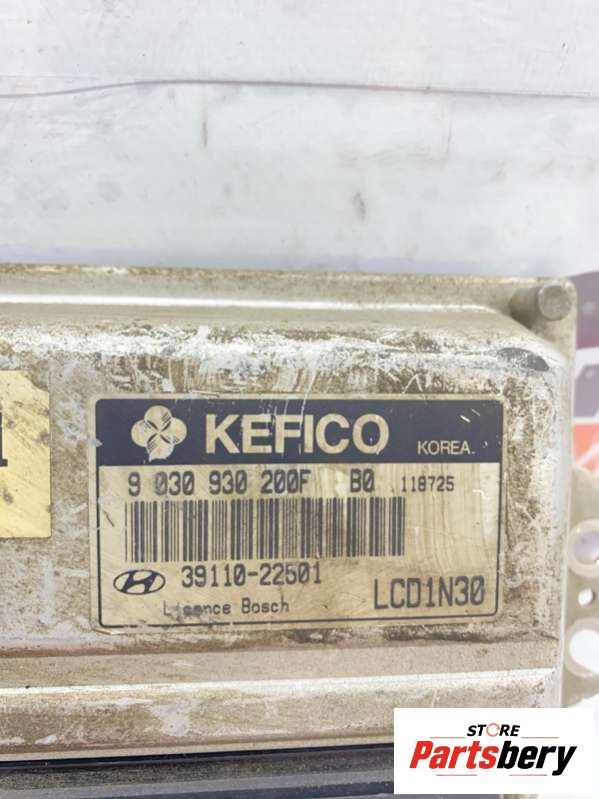 KEFICO KOREA.
9 030 930 200F B0 118725
39110-22501
Licence Bosch LCD1N30
STORE
Partsbery